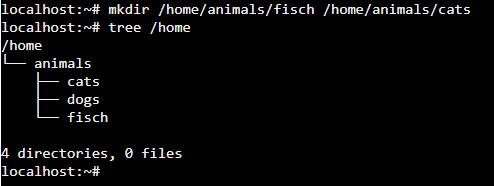 localhost:~# mkdir /home/animals/fisch /home/animals/cats
localhost:~# tree /home
/home
└── animals
    ├── cats
    ├── dogs
    └── fisch

4 directories, 0 files
localhost:~#